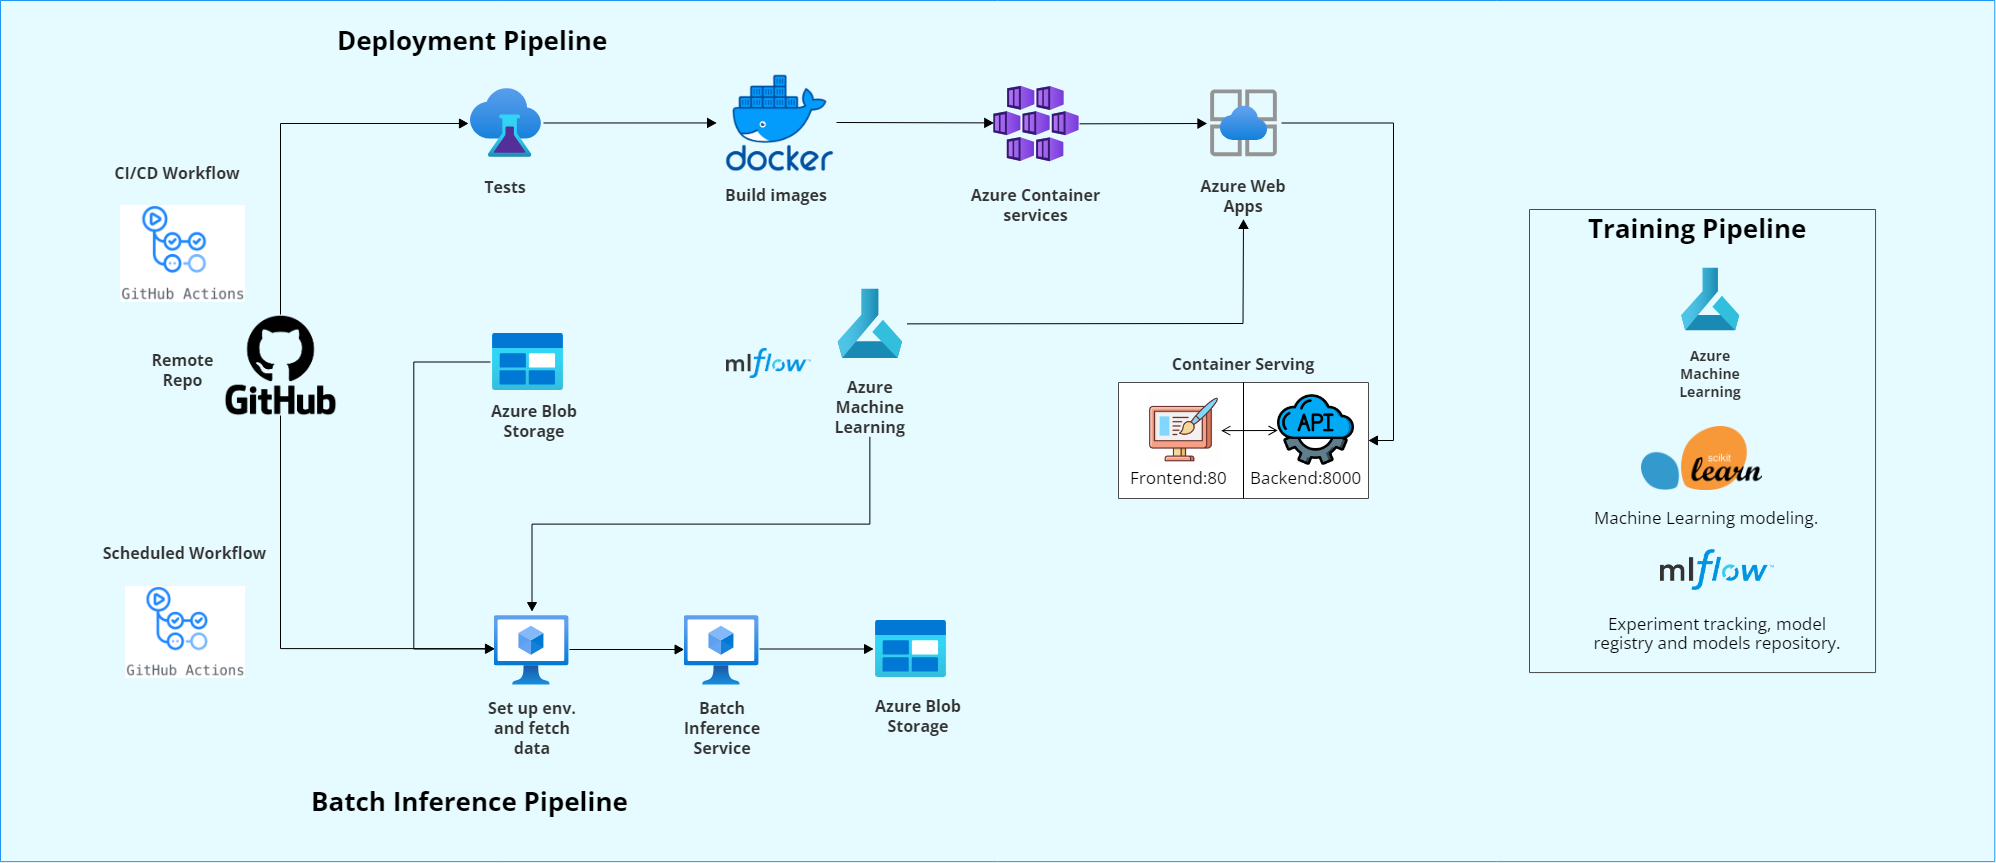 Deployment Pipeline
CI/CD Workflow
GitHub Actions
Remote
Repo
GitHub
Tests
docker
Build images
Azure Container
services
Azure Web
Apps
Azure Blob
Storage
mlflow™
Azure
Machine
Learning
Container Serving
API
Frontend:80
Backend:8000
Scheduled Workflow
GitHub Actions
Set up env.
and fetch
data
Batch
Inference
Service
Azure Blob
Storage
Batch Inference Pipeline
Training Pipeline
Azure
Machine
Learning
scikit
learn
Machine Learning modeling.
mlflow™
Experiment tracking, model
registry and models repository.